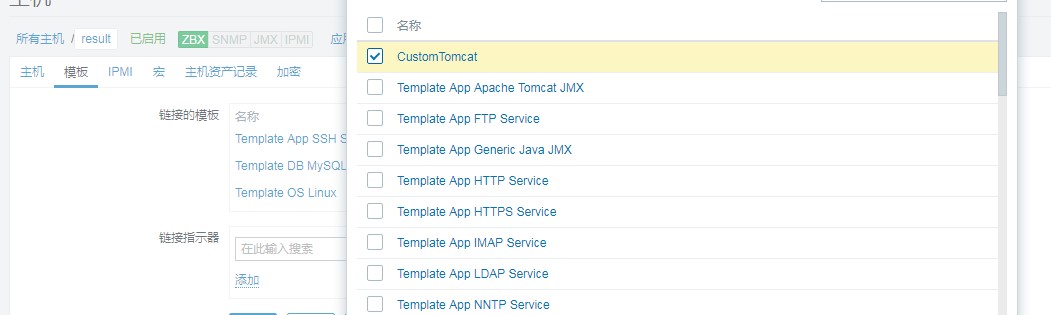 主机
所有主机 / result 已启用 ZBX SNMP JMX IPMI
主机 模板 IPMI 宏 主机资产记录 加密
链接的模板 名称
Template App SSH S
Template DB MySQL
Template OS Linux
链接指示器
在此输入搜索
添加
名称
CustomTomcat
Template App Apache Tomcat JMX
Template App FTP Service
Template App Generic Java JMX
Template App HTTP Service
Template App HTTPS Service
Template App IMAP Service
Template App LDAP Service
Template App NNTP Service